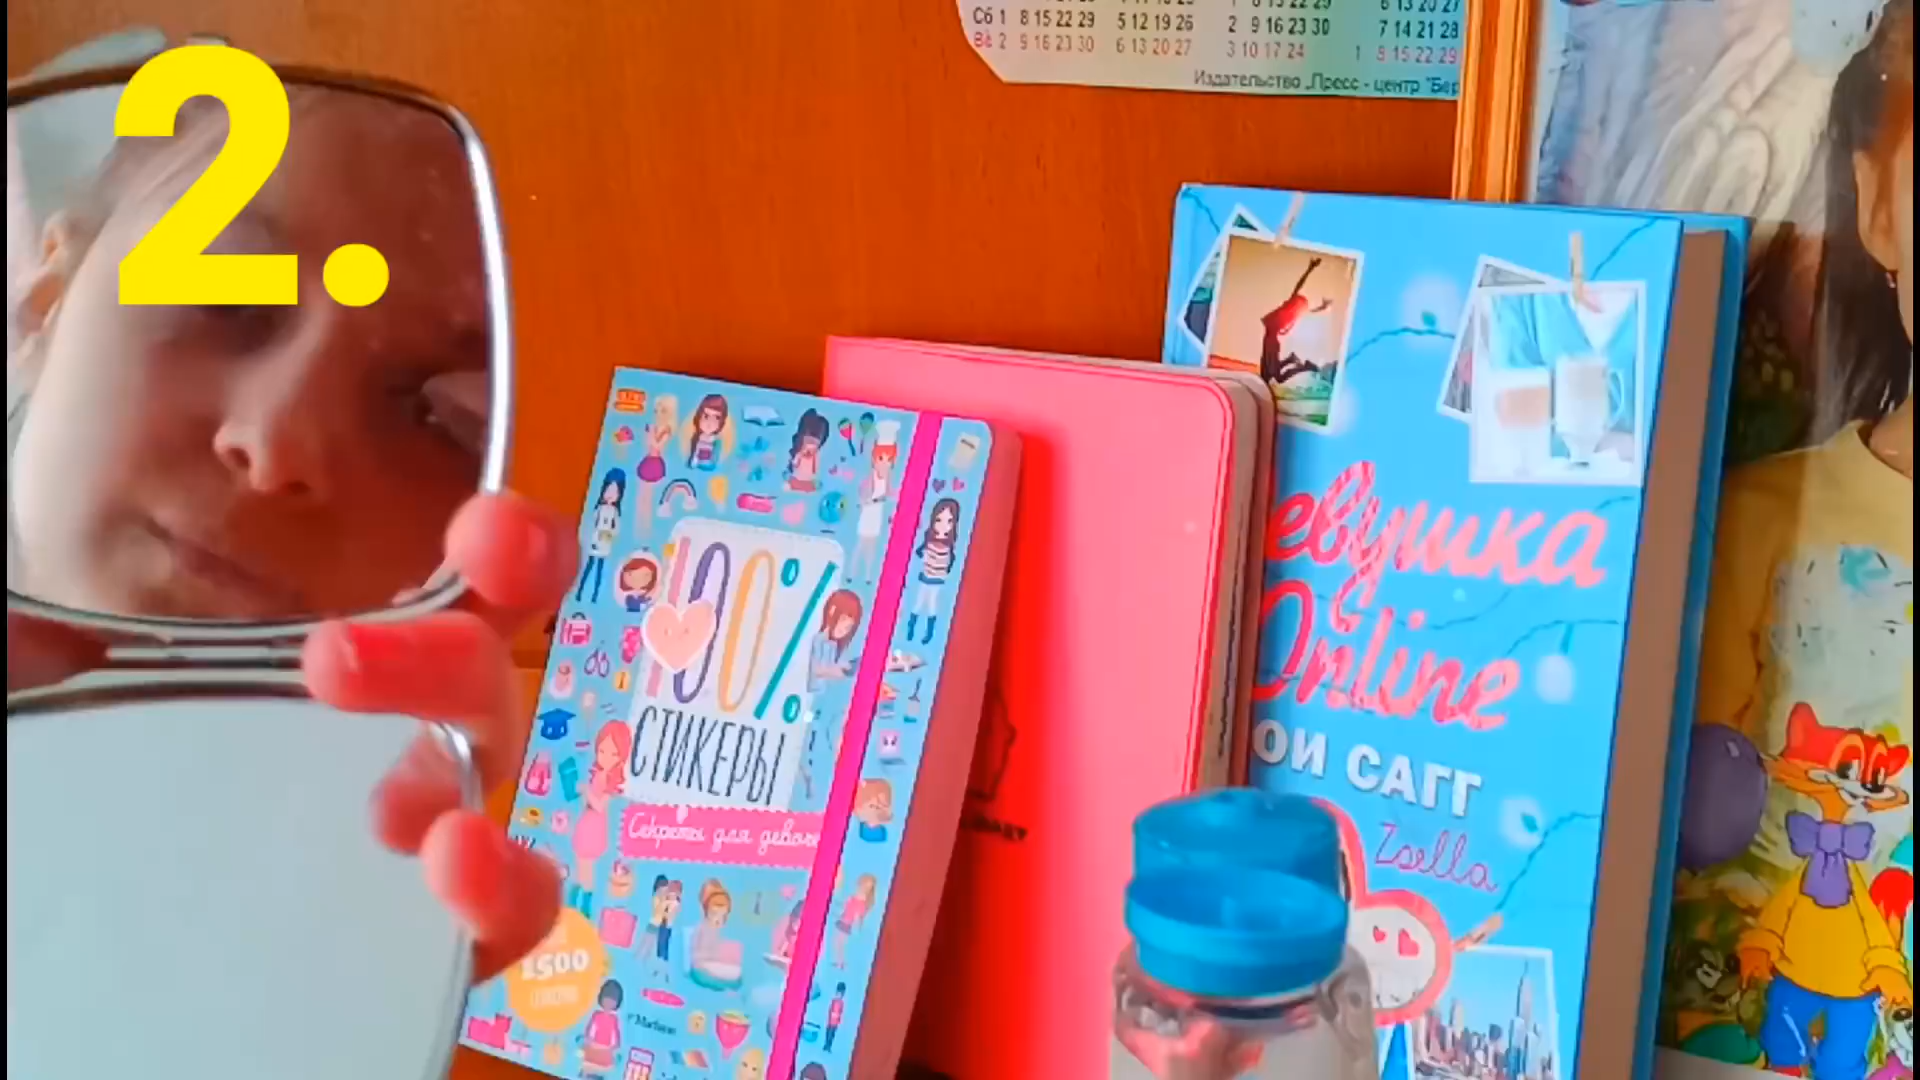 2.
Сб 1 8 15 22 29 5 12 19 26 2 9 16 23 30 7 14 21 28
Вс 2 9 16 23 30 6 13 20 27 3 10 17 24 1 8 15 22 29
Издательство „Пресс - центр "Бер
100%
СТИКЕРЫ
Секреты для девоч
1500
евушка
Online
ОИ САГГ
Zoella